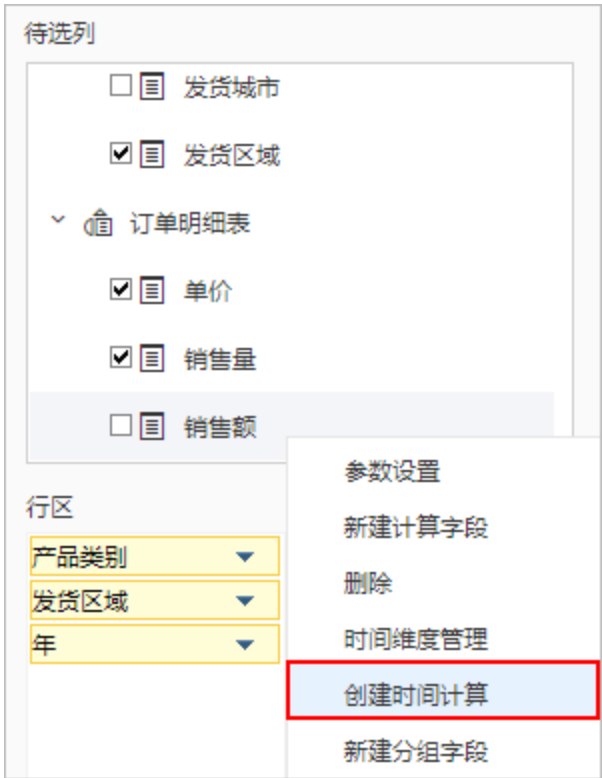 待选列
发货城市
发货区域
订单明细表
单价
销售量
销售额
参数设置
行区
新建计算字段
产品类别
删除
发货区域
年
时间维度管理
创建时间计算
新建分组字段